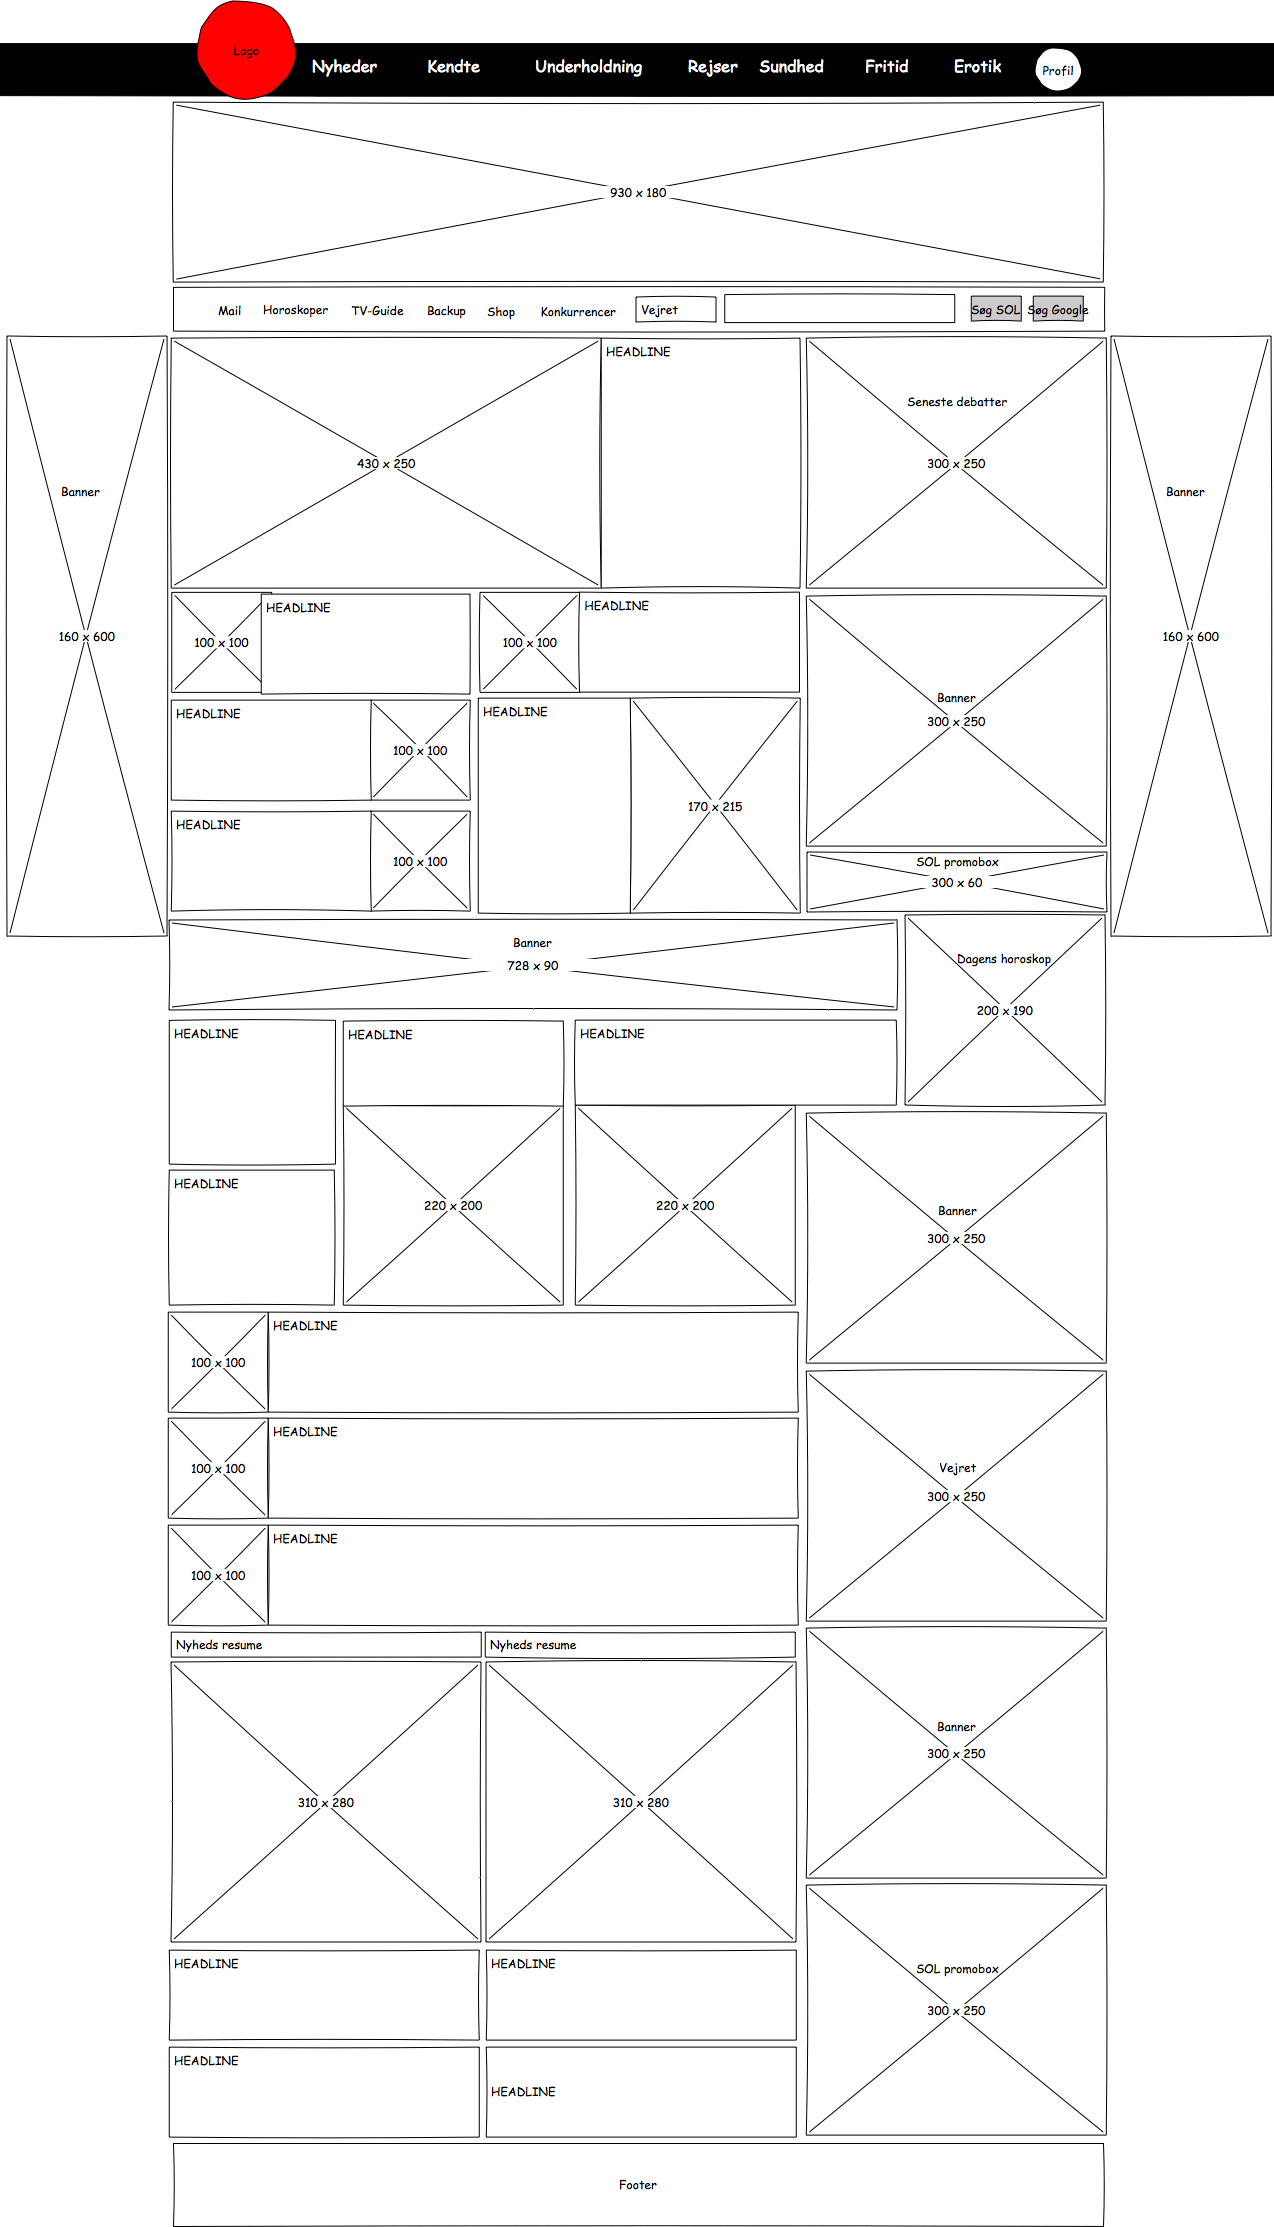 Logo
Nyheder Kendte Underholdning Rejser Sundhed Fritid Erotik Profil
930 x 180
Mail Horoskoper TV-Guide Backup Shop Konkurrencer Vejret Søg SOL Søg Google
Banner
160 x 600
430 x 250
HEADLINE
Seneste debatter
300 x 250
Banner
160 x 600
100 x 100
HEADLINE
100 x 100
HEADLINE
Banner
300 x 250
HEADLINE
100 x 100
HEADLINE
170 x 215
HEADLINE
100 x 100
SOL promobox
300 x 60
Banner
728 x 90
Dagens horoskop
200 x 190
HEADLINE
HEADLINE
HEADLINE
HEADLINE
220 x 200
220 x 200
Banner
300 x 250
100 x 100
HEADLINE
100 x 100
HEADLINE
Vejret
300 x 250
100 x 100
HEADLINE
Nyheds resume
Nyheds resume
310 x 280
310 x 280
Banner
300 x 250
HEADLINE
HEADLINE
SOL promobox
300 x 250
HEADLINE
HEADLINE
Footer